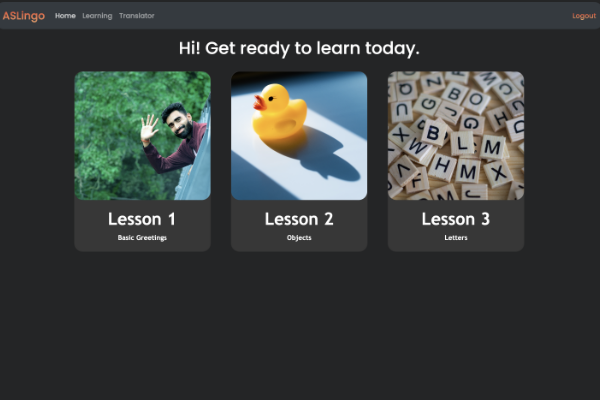 ASLingo Home Learning Translator Logout
Hi! Get ready to learn today.
Lesson 1
Basic Greetings
Lesson 2
Objects
Lesson 3
Letters